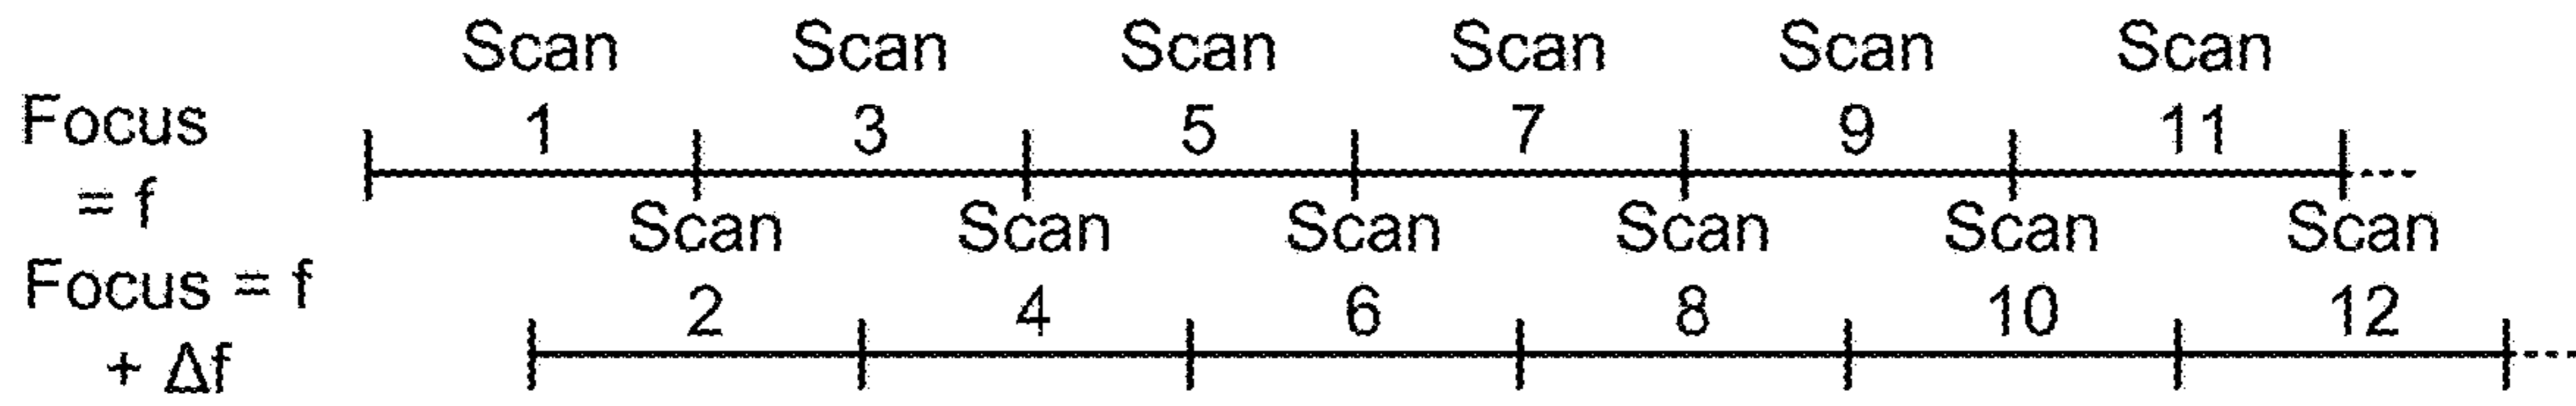 Scan Scan Scan Scan Scan Scan
Focus 1 3 5 7 9 11
= f
Scan Scan Scan Scan Scan Scan
Focus = f 2 4 6 8 10 12
+ Δf